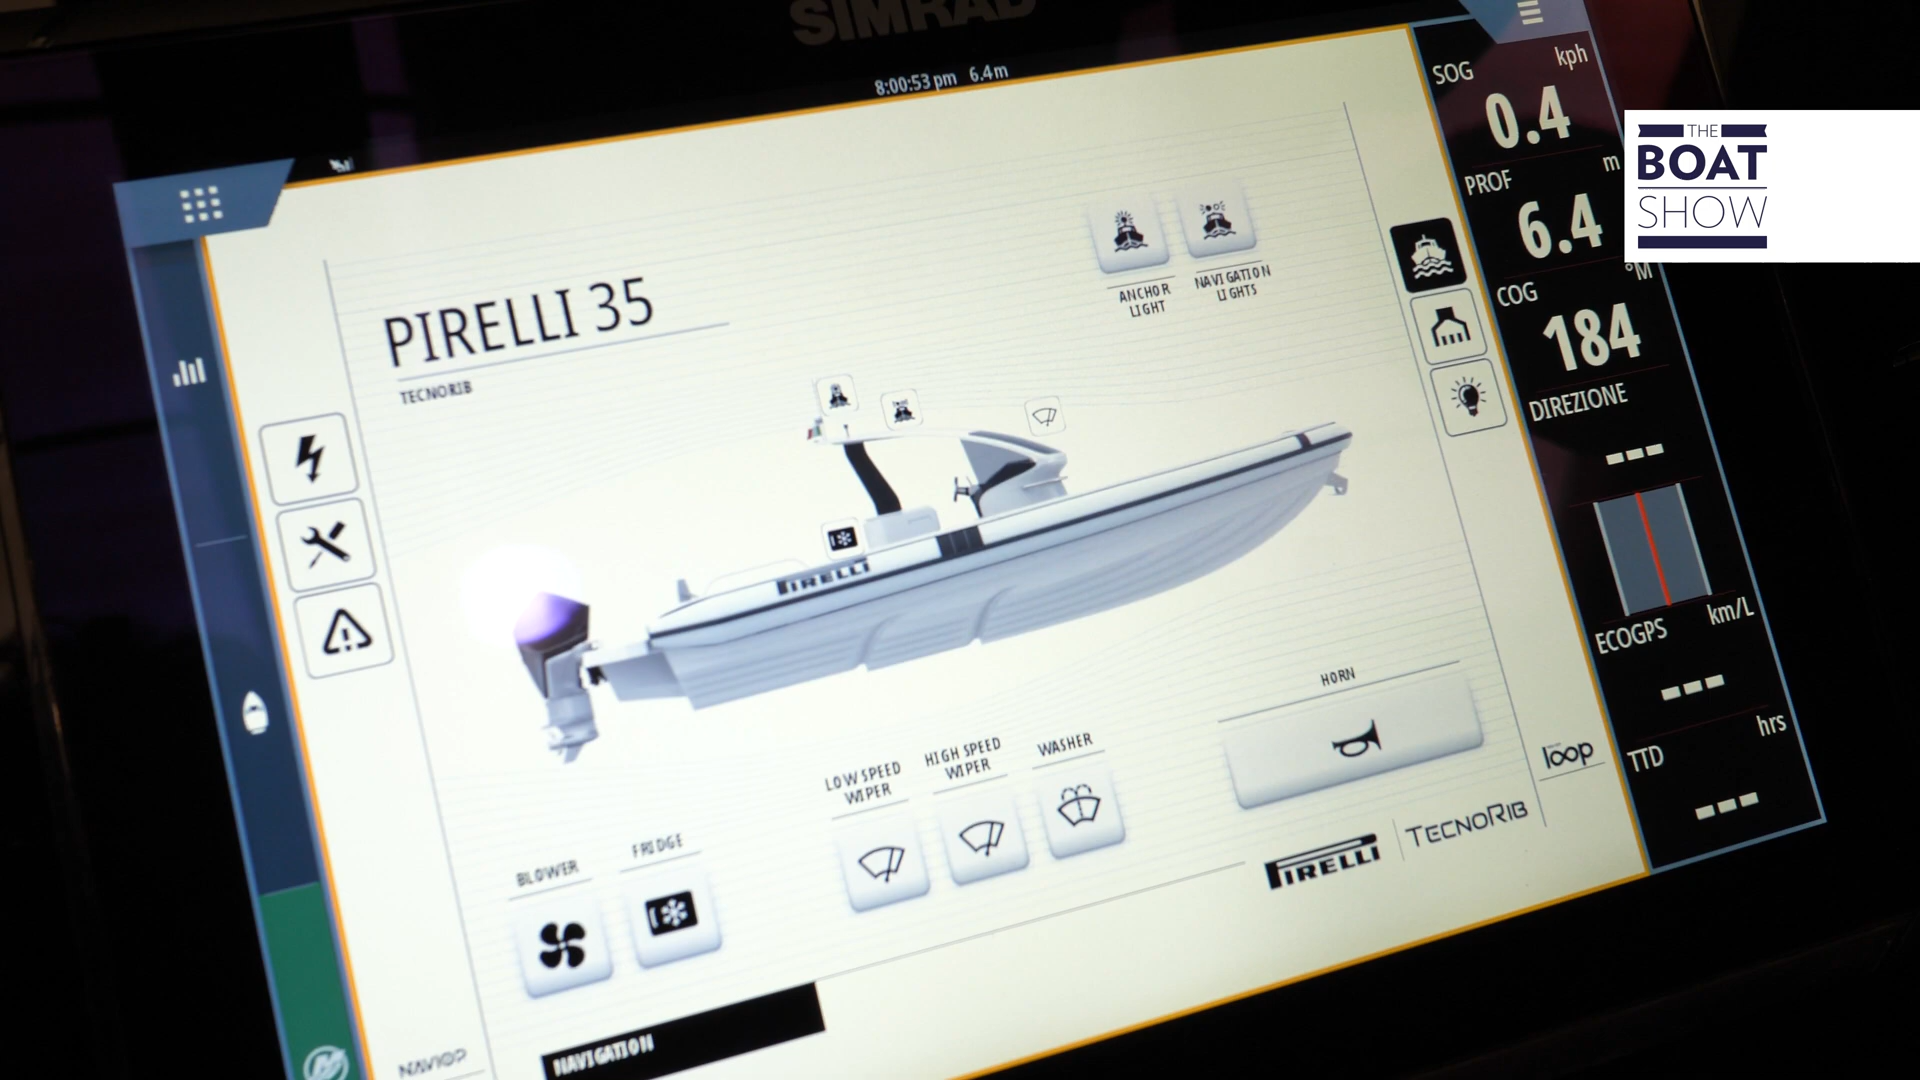 SIMRAD
8:00:53 pm 6.4 m
THE
BOAT
SHOW
SOG kph
0.4
PROF m
6.4
COG °M
184
DIREZIONE
---
ECOGPS km/L
---
TTD hrs
---
PIRELLI 35
TECNORIB
ANCHOR
LIGHT
NAVIGATION
LIGHTS
PIRELLI
HORN
LOW SPEED
WIPER
HIGH SPEED
WIPER
WASHER
BLOWER
FRIDGE
loop
PIRELLI
TECNORIB
NAVIOP
NAVIGATION